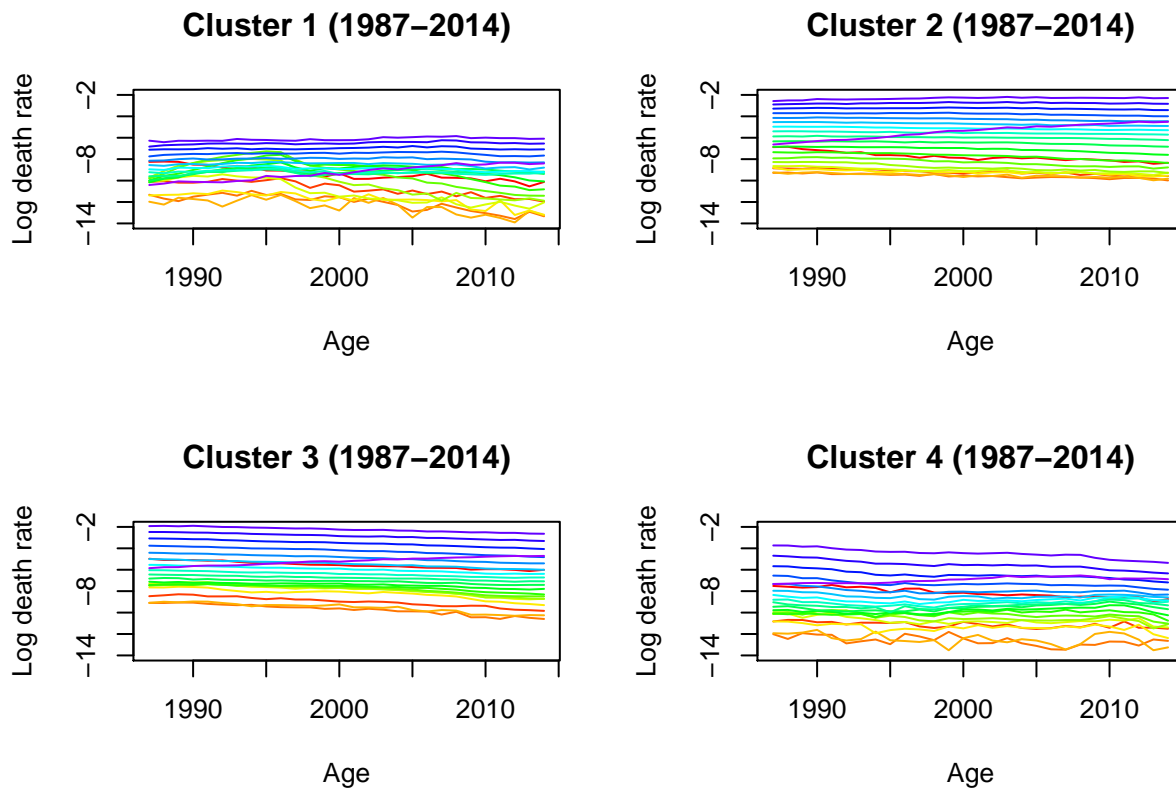 Cluster 1 (1987−2014)
Log death rate
−2
−8
−14
1990 2000 2010
Age
Cluster 2 (1987−2014)
Log death rate
−2
−8
−14
1990 2000 2010
Age
Cluster 3 (1987−2014)
Log death rate
−2
−8
−14
1990 2000 2010
Age
Cluster 4 (1987−2014)
Log death rate
−2
−8
−14
1990 2000 2010
Age